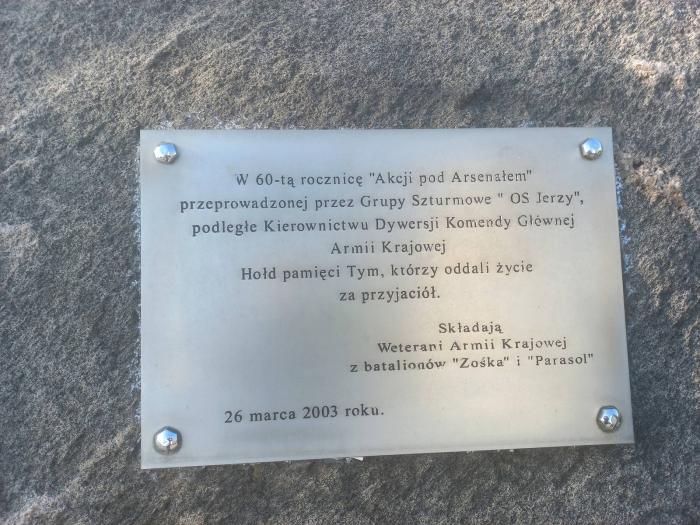 W 60-tą rocznicę "Akcji pod Arsenałem"
przeprowadzonej przez Grupy Szturmowe " OS Jerzy",
podległe Kierownictwu Dywersji Komendy Głównej
Armii Krajowej
Hołd pamięci Tym, którzy oddali życie
za przyjaciół.
Składają
Weterani Armii Krajowej
z batalionów "Zośka" i "Parasol"
26 marca 2003 roku.